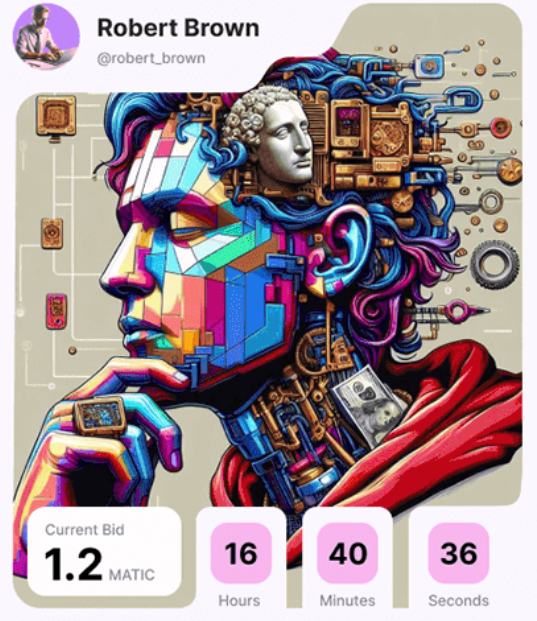 Robert Brown
@robert_brown
Current Bid
1.2 MATIC
16
40
36
Hours
Minutes
Seconds